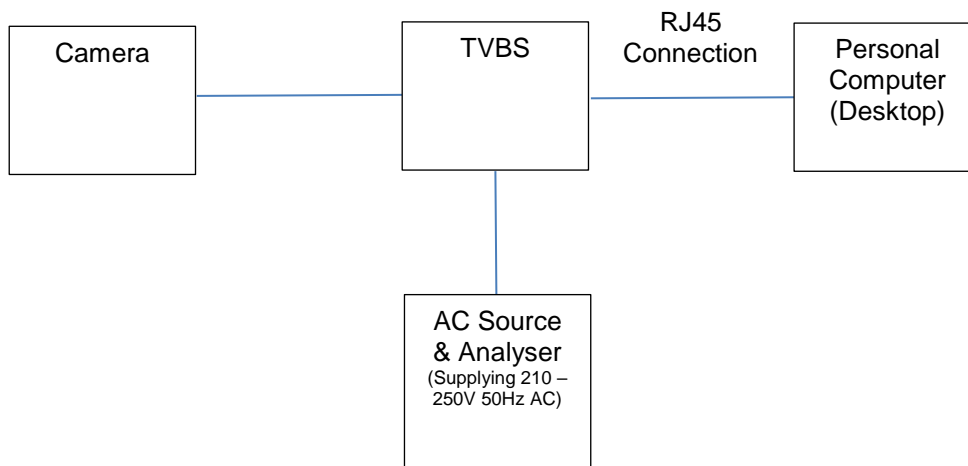 Camera
TVBS
RJ45
Connection
Personal
Computer
(Desktop)
AC Source
& Analyser
(Supplying 210 –
250V 50Hz AC)